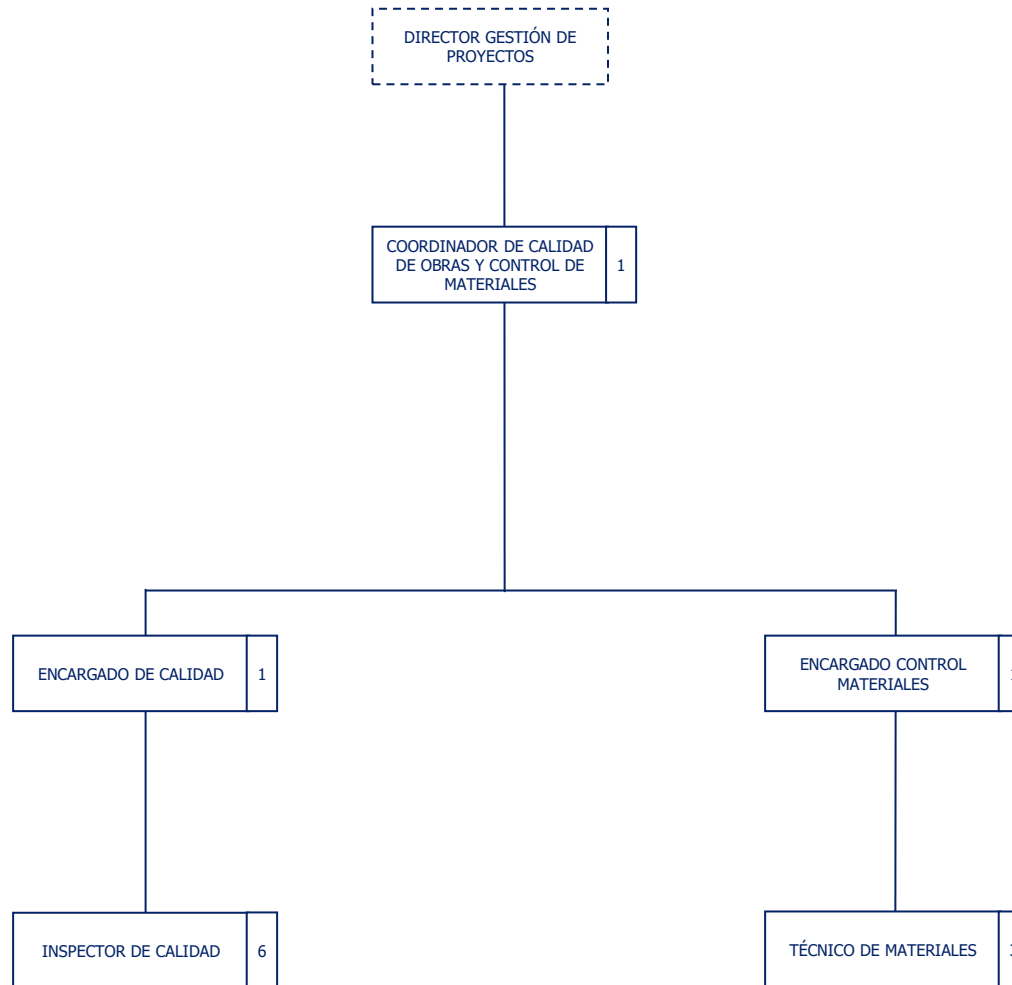 DIRECTOR GESTIÓN DE
PROYECTOS
COORDINADOR DE CALIDAD
DE OBRAS Y CONTROL DE
MATERIALES
1
ENCARGADO DE CALIDAD
1
ENCARGADO CONTROL
MATERIALES
INSPECTOR DE CALIDAD
6
TÉCNICO DE MATERIALES